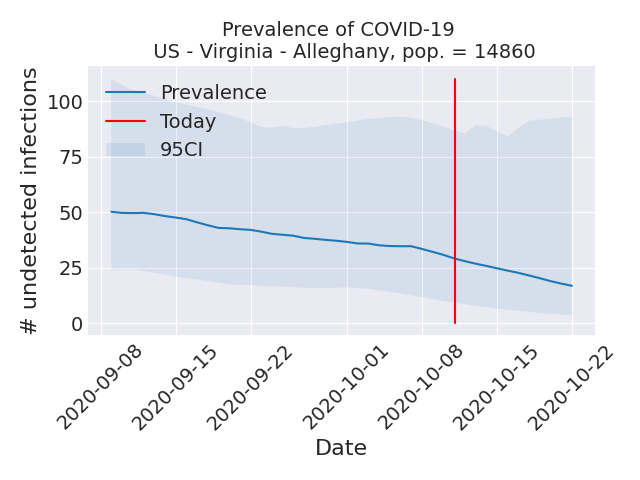 Prevalence of COVID-19
US - Virginia - Alleghany, pop. = 14860
# undetected infections
100
75
50
25
0
Prevalence
Today
95CI
2020-09-08
2020-09-15
2020-09-22
2020-10-01
2020-10-08
2020-10-15
2020-10-22
Date